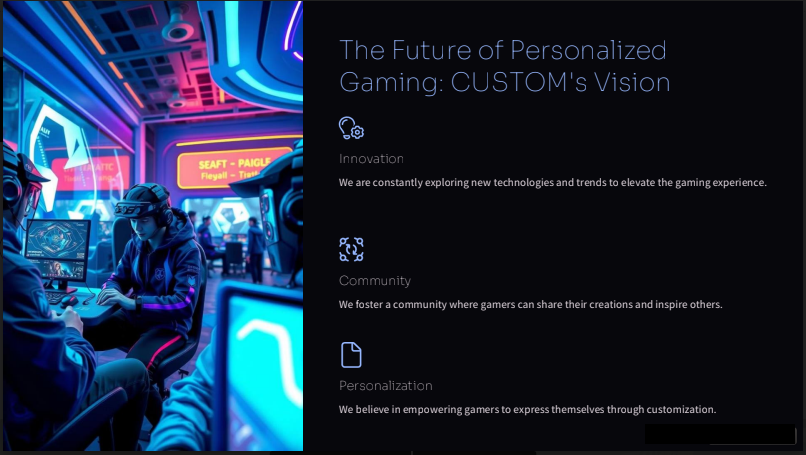 The Future of Personalized
Gaming: CUSTOM's Vision
Innovation
We are constantly exploring new technologies and trends to elevate the gaming experience.
Community
We foster a community where gamers can share their creations and inspire others.
Personalization
We believe in empowering gamers to express themselves through customization.
SEAFT – PAIGLE